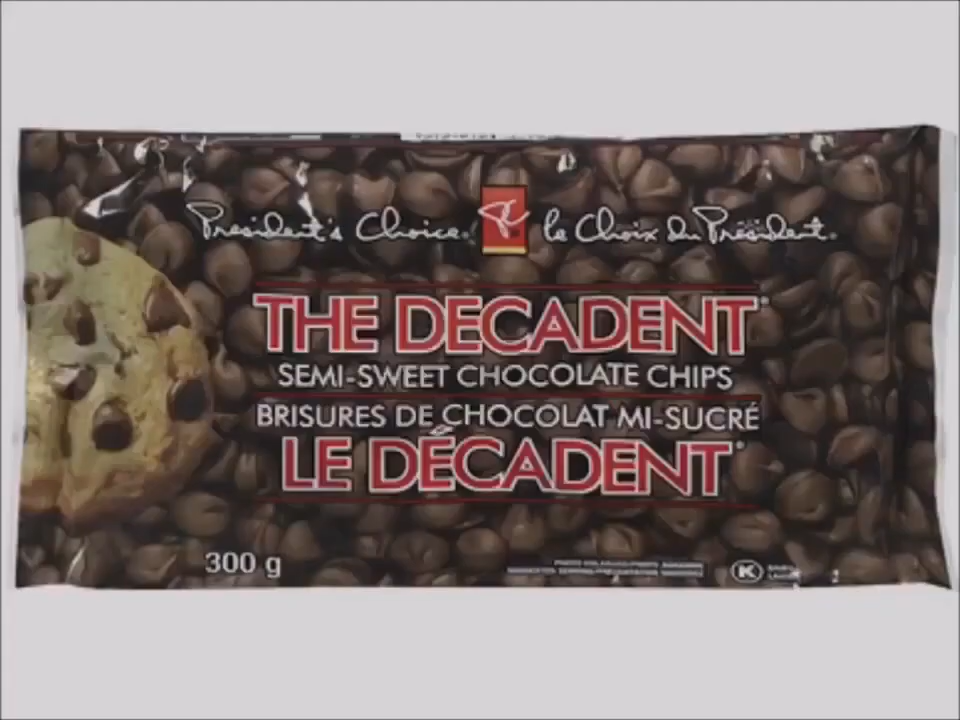 President's Choice. le Choix du Président.
THE DECADENT
SEMI-SWEET CHOCOLATE CHIPS
BRISURES DE CHOCOLAT MI-SUCRÉ
LE DÉCADENT
300 g
K